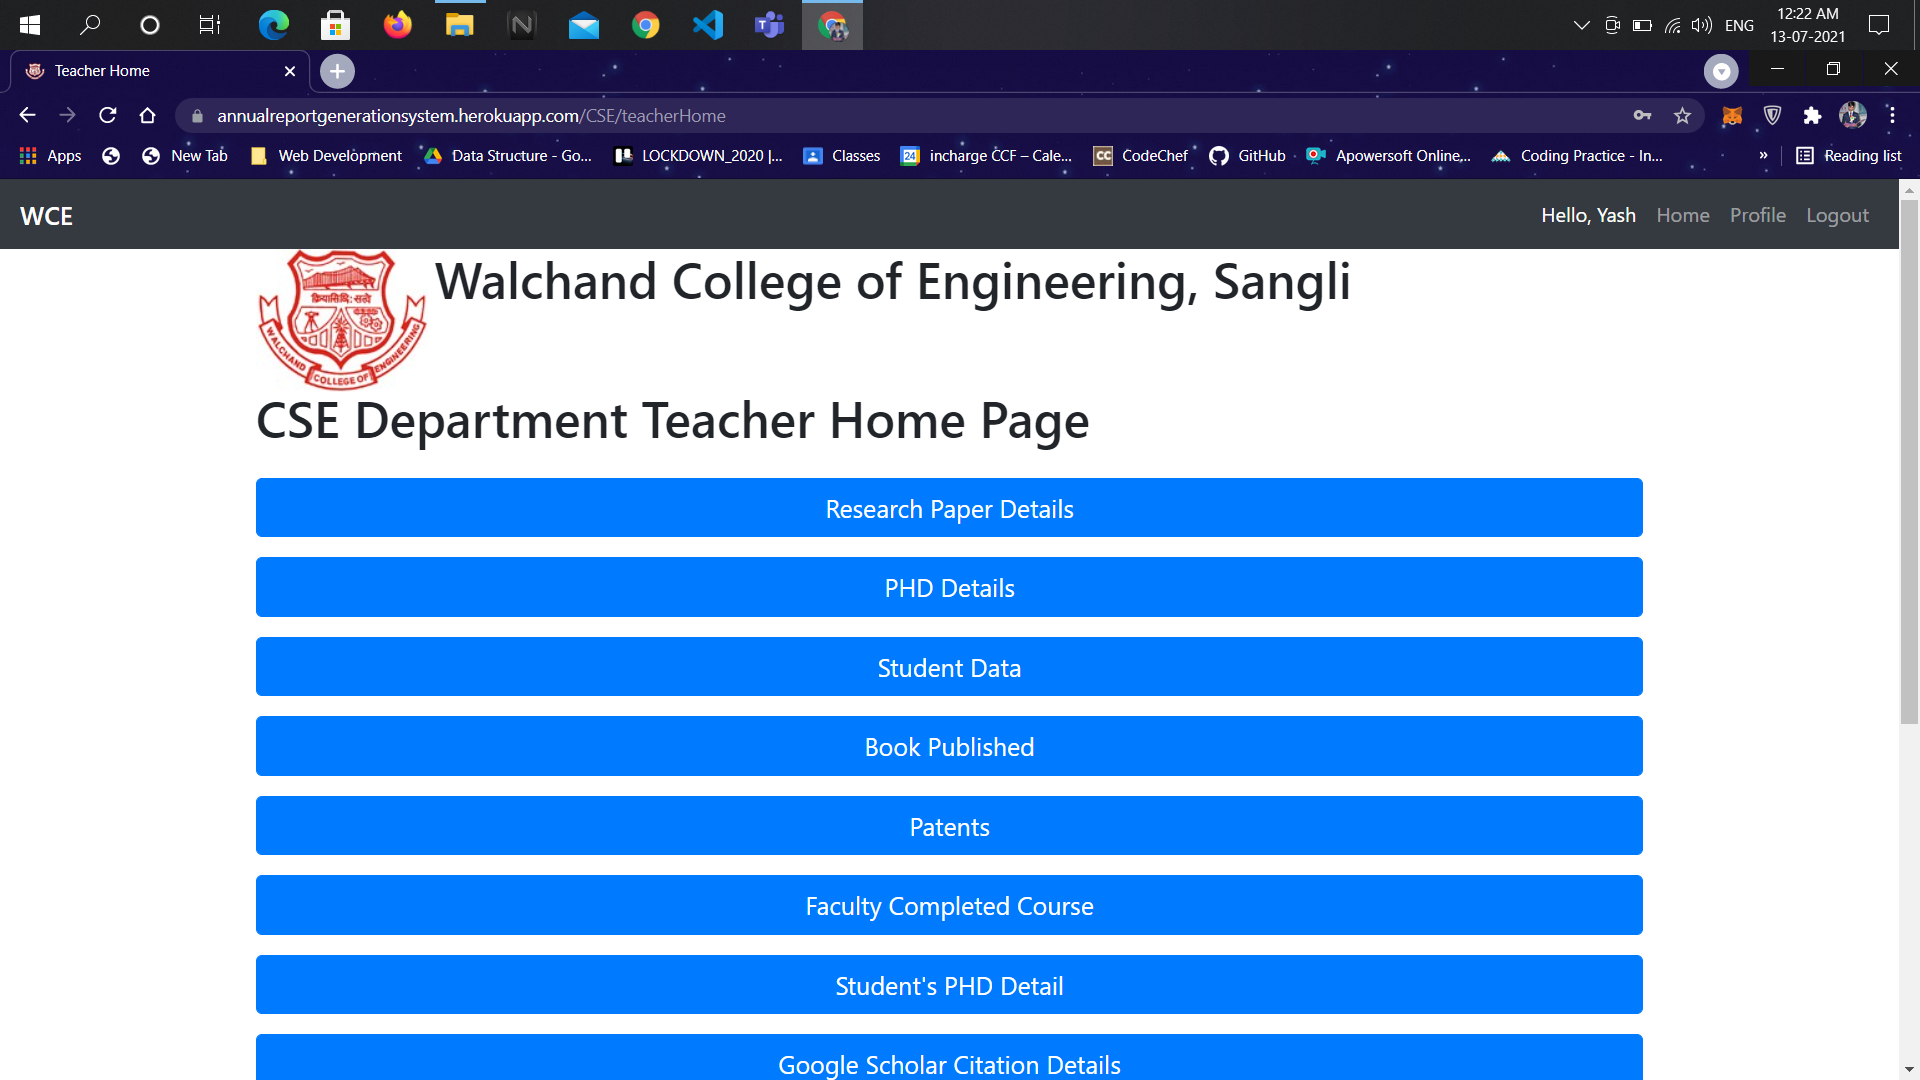 ENG
12:22 AM
13-07-2021
Teacher Home
annualreportgenerationsystem.herokuapp.com/CSE/teacherHome
Apps
New Tab
Web Development
Data Structure - Go...
LOCKDOWN_2020 |...
Classes
24
incharge CCF – Cale...
CC
CodeChef
GitHub
Apowersoft Online,...
Coding Practice - In...
»
Reading list
WCE
Hello, Yash
Home
Profile
Logout
क्रियासिद्धि: सत्त्वे
WALCHAND COLLEGE OF ENGINEERING
Walchand College of Engineering, Sangli
CSE Department Teacher Home Page
Research Paper Details
PHD Details
Student Data
Book Published
Patents
Faculty Completed Course
Student's PHD Detail
Google Scholar Citation Details